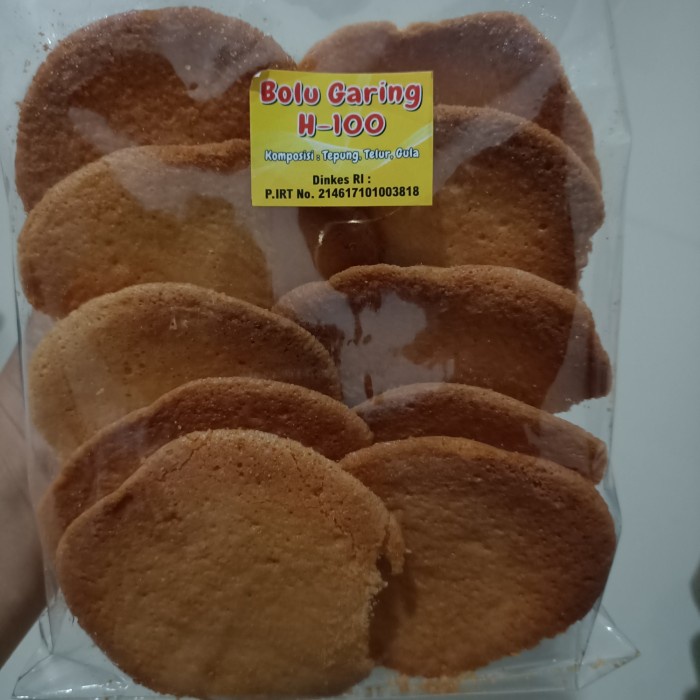 Bolu Garing
H-100
Komposisi : Tepung, Telur, Gula
Dinkes RI :
P.IRT No. 214617101003818